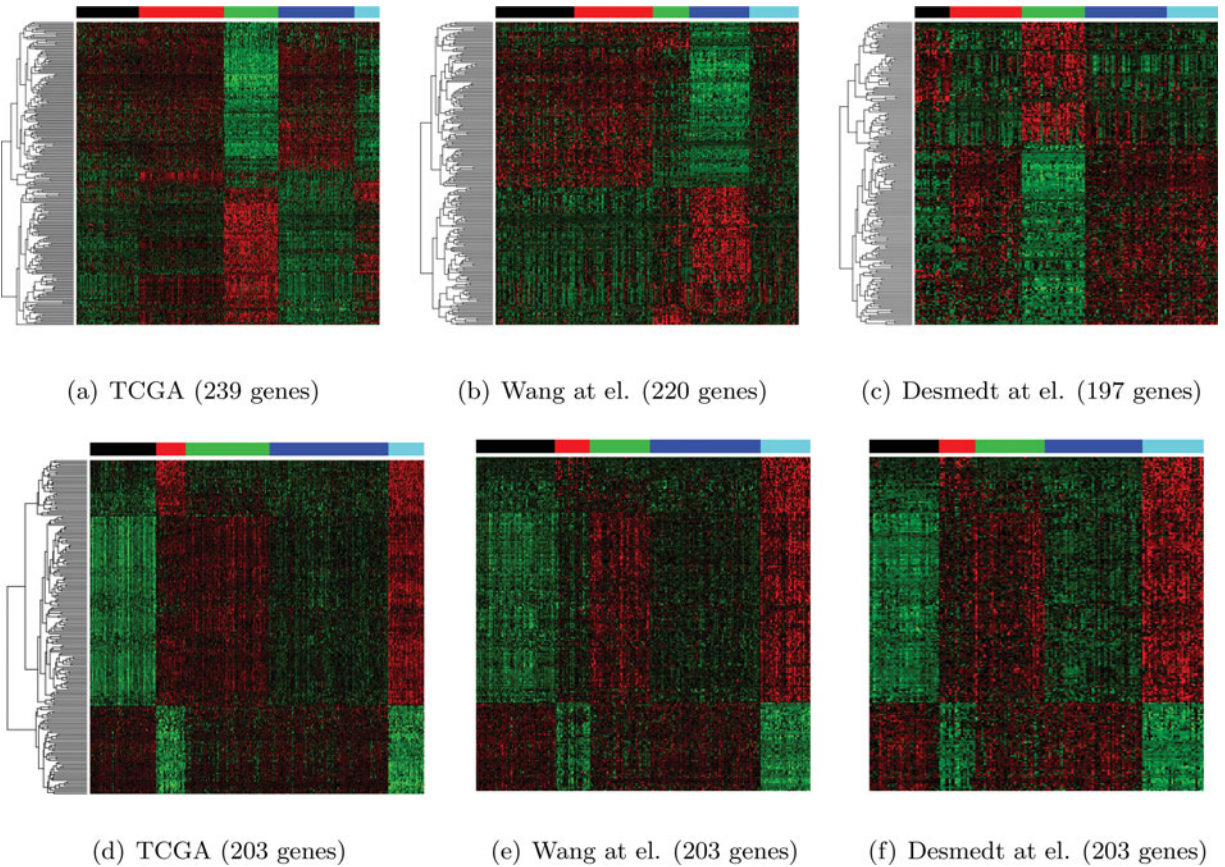 (a) TCGA (239 genes)
(b) Wang at el. (220 genes)
(c) Desmedt at el. (197 genes)
(d) TCGA (203 genes)
(e) Wang at el. (203 genes)
(f) Desmedt at el. (203 genes)